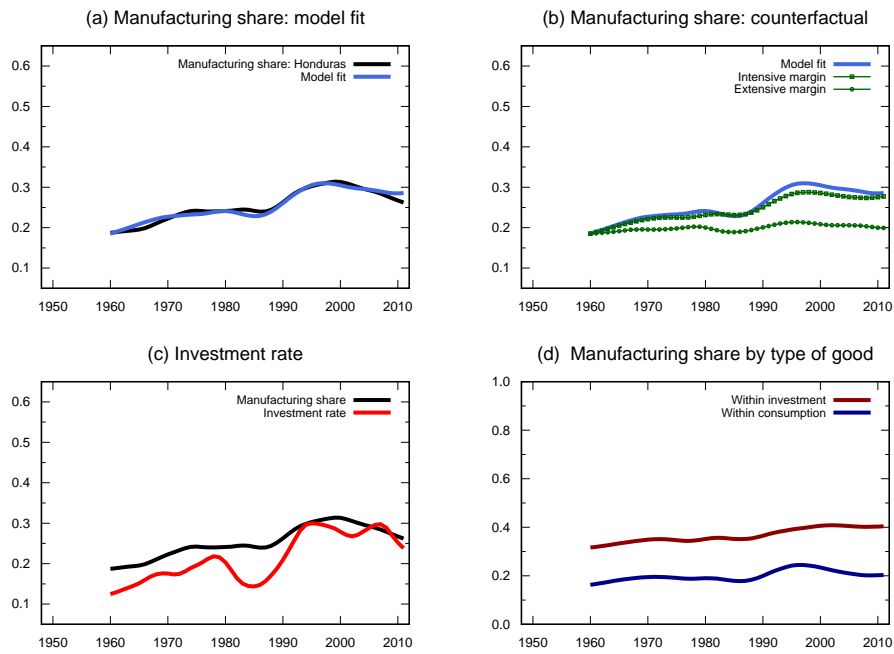 (a) Manufacturing share: model fit
0.6
0.5
0.4
0.3
0.2
0.1
1950 1960 1970 1980 1990 2000 2010
Manufacturing share: Honduras
Model fit
(b) Manufacturing share: counterfactual
0.6
0.5
0.4
0.3
0.2
0.1
1950 1960 1970 1980 1990 2000 2010
Model fit
Intensive margin
Extensive margin
(c) Investment rate
0.6
0.5
0.4
0.3
0.2
0.1
1950 1960 1970 1980 1990 2000 2010
Manufacturing share
Investment rate
(d) Manufacturing share by type of good
1.0
0.8
0.6
0.4
0.2
0.0
1950 1960 1970 1980 1990 2000 2010
Within investment
Within consumption